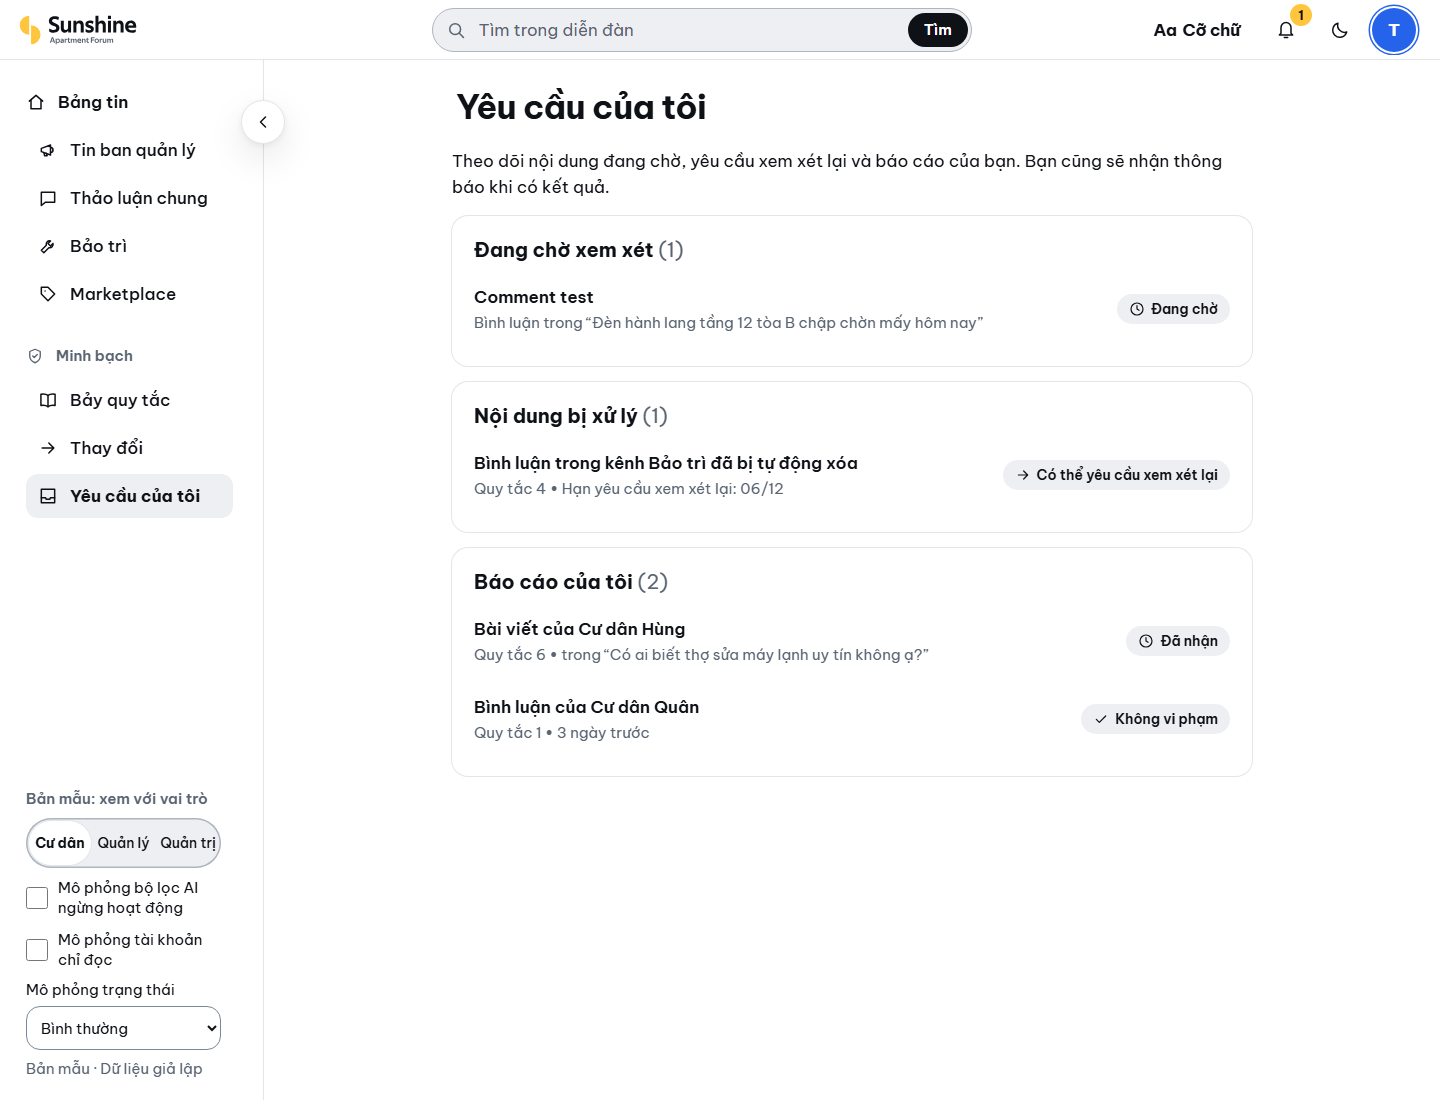 Sunshine
Apartment Forum
Tìm trong diễn đàn
Tìm
Aa Cỡ chữ
1
T
Bảng tin
Tin ban quản lý
Thảo luận chung
Bảo trì
Marketplace
Minh bạch
Bảy quy tắc
Thay đổi
Yêu cầu của tôi
Bản mẫu: xem với vai trò
Cư dân Quản lý Quản trị
Mô phỏng bộ lọc AI
ngừng hoạt động
Mô phỏng tài khoản
chỉ đọc
Mô phỏng trạng thái
Bình thường
Bản mẫu · Dữ liệu giả lập
Yêu cầu của tôi
Theo dõi nội dung đang chờ, yêu cầu xem xét lại và báo cáo của bạn. Bạn cũng sẽ nhận thông
báo khi có kết quả.
Đang chờ xem xét (1)
Comment test
Bình luận trong “Đèn hành lang tầng 12 tòa B chập chờn mấy hôm nay”
Đang chờ
Nội dung bị xử lý (1)
Bình luận trong kênh Bảo trì đã bị tự động xóa
Quy tắc 4 • Hạn yêu cầu xem xét lại: 06/12
Có thể yêu cầu xem xét lại
Báo cáo của tôi (2)
Bài viết của Cư dân Hùng
Quy tắc 6 • trong “Có ai biết thợ sửa máy lạnh uy tín không ạ?”
Đã nhận
Bình luận của Cư dân Quân
Quy tắc 1 • 3 ngày trước
Không vi phạm